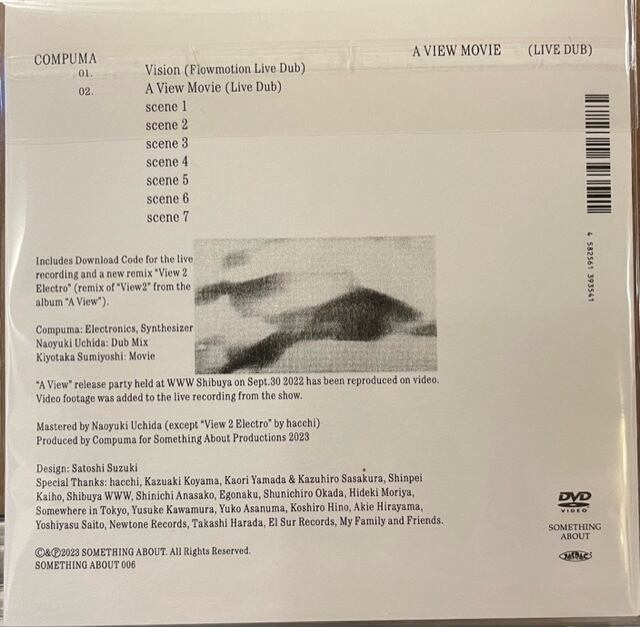 COMPUMA
A VIEW MOVIE (LIVE DUB)
01. Vision (Flowmotion Live Dub)
02. A View Movie (Live Dub)
scene 1
scene 2
scene 3
scene 4
scene 5
scene 6
scene 7
4 582561 393541
Includes Download Code for the live
recording and a new remix "View 2
Electro" (remix of "View2" from the
album "A View").
Compuma: Electronics, Synthesizer
Naoyuki Uchida: Dub Mix
Kiyotaka Sumiyoshi: Movie
"A View" release party held at WWW Shibuya on Sept.30 2022 has been reproduced on video.
Video footage was added to the live recording from the show.
Mastered by Naoyuki Uchida (except "View 2 Electro" by hacchi)
Produced by Compuma for Something About Productions 2023
Design: Satoshi Suzuki
Special Thanks: hacchi, Kazuaki Koyama, Kaori Yamada & Kazuhiro Sasakura, Shinpei
Kaiho, Shibuya WWW, Shinichi Anasako, Egonaku, Shunichiro Okada, Hideki Moriya,
Somewhere in Tokyo, Yusuke Kawamura, Yuko Asanuma, Koshiro Hino, Akie Hirayama,
Yoshiyasu Saito, Newtone Records, Takashi Harada, El Sur Records, My Family and Friends.
©&℗2023 SOMETHING ABOUT. All Rights Reserved.
SOMETHING ABOUT 006
DVD
VIDEO
SOMETHING
ABOUT
JASRAC